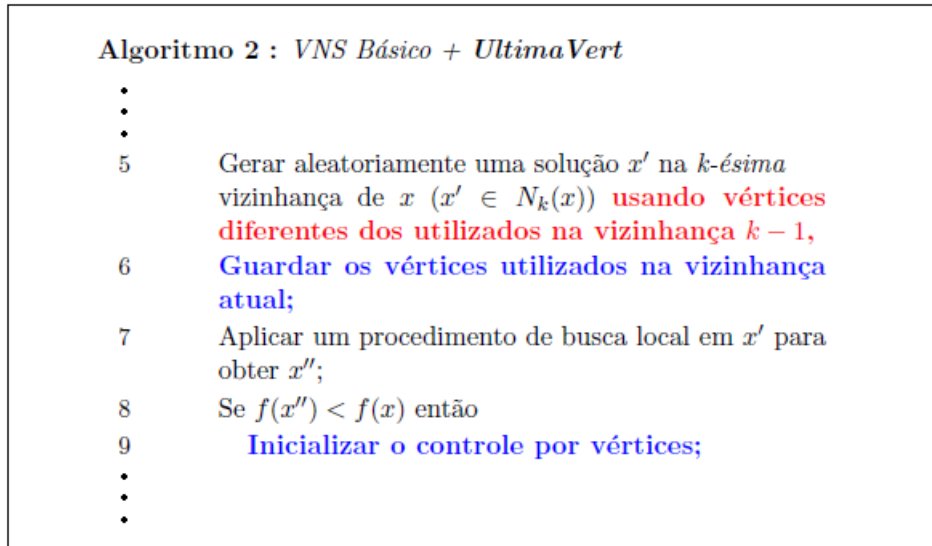 Algoritmo 2 : VNS Básico + UltimaVert
5 Gerar aleatoriamente uma solução x′ na k-ésima
vizinhança de x (x′ ∈ Nk(x)) usando vértices
diferentes dos utilizados na vizinhança k − 1,
6 Guardar os vértices utilizados na vizinhança
atual;
7 Aplicar um procedimento de busca local em x′ para
obter x′′;
8 Se f(x′′) < f(x) então
9 Inicializar o controle por vértices;